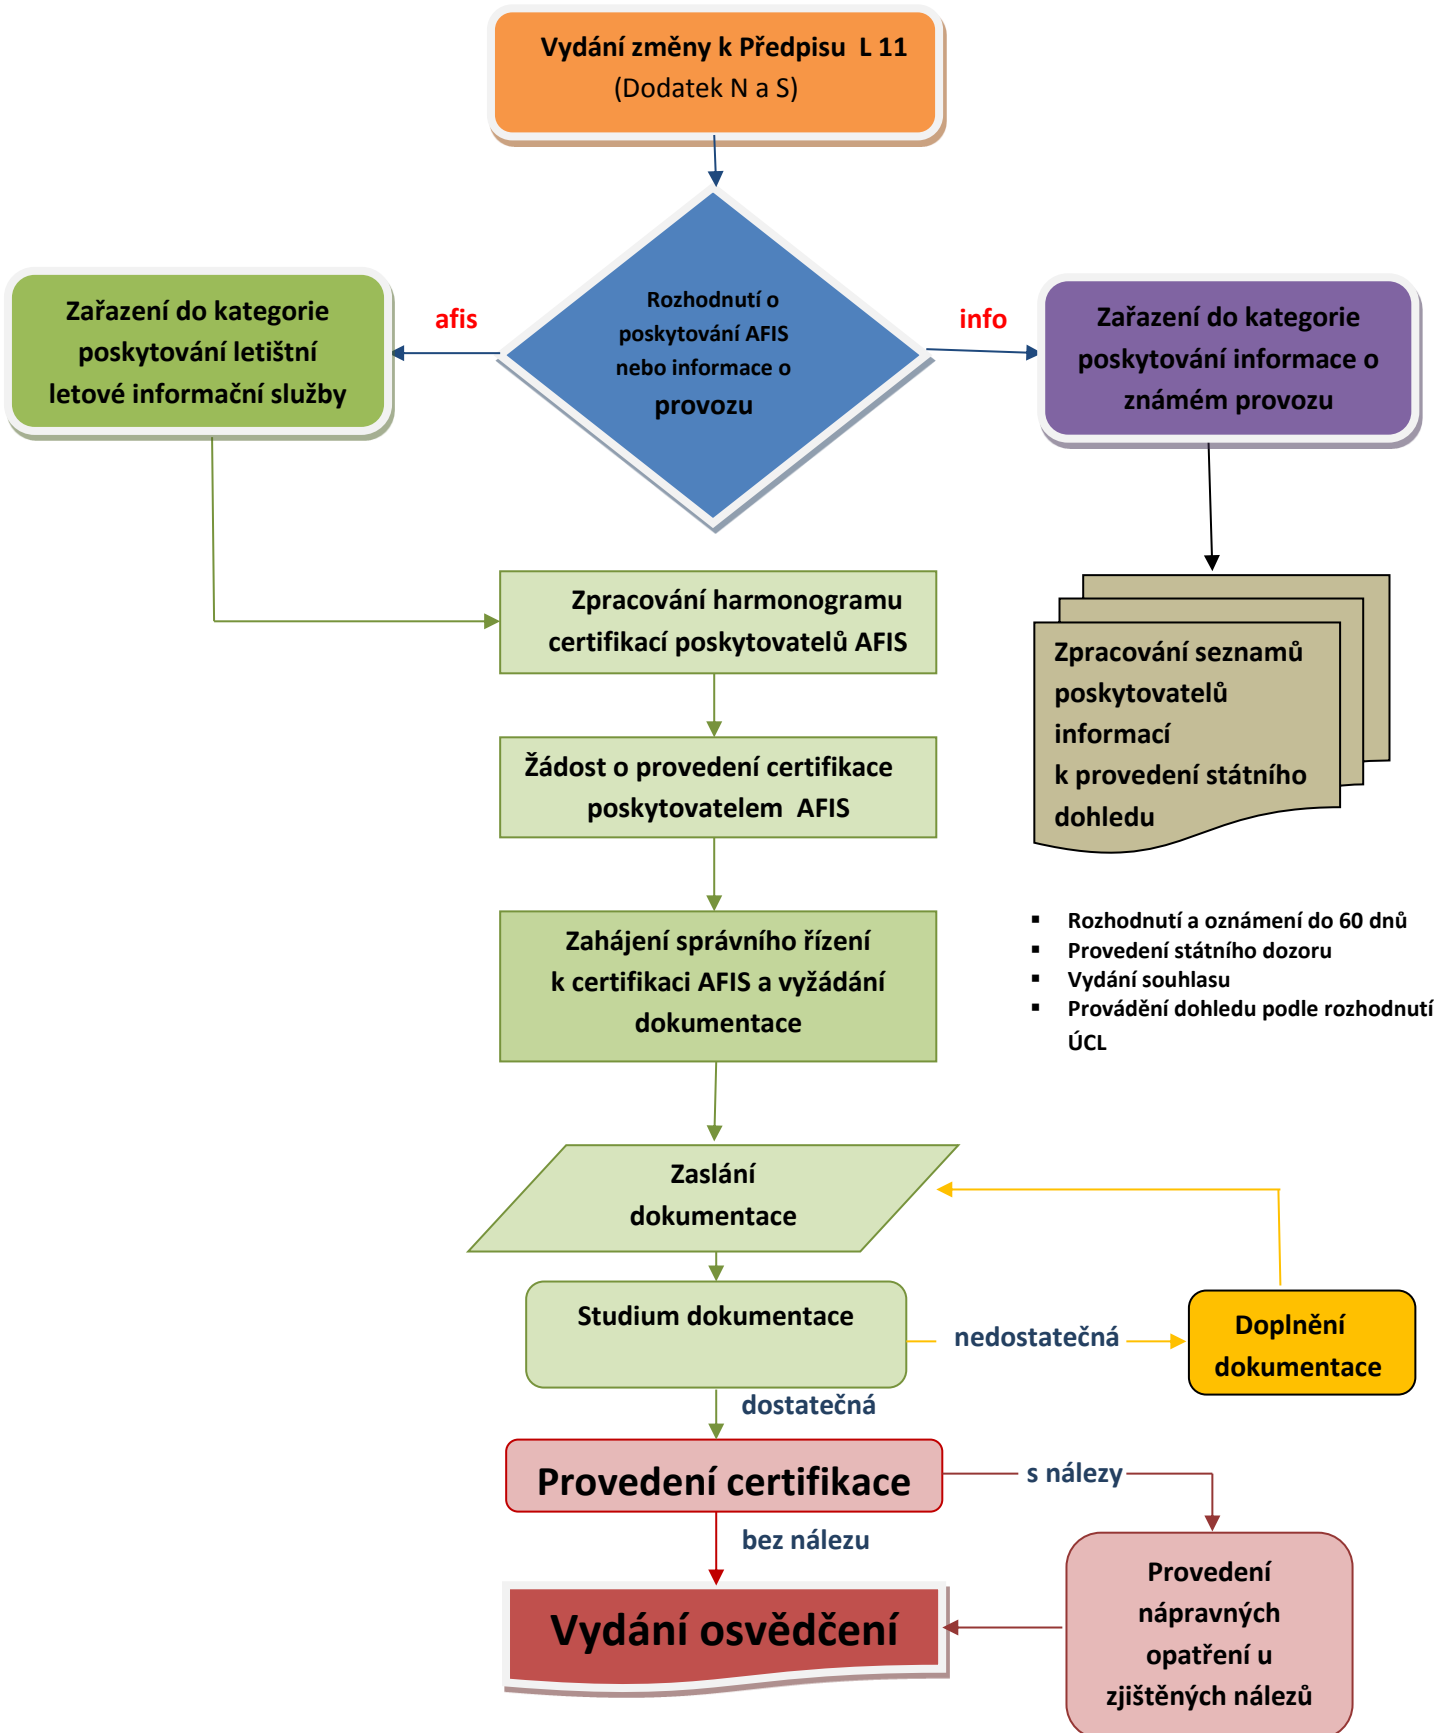 Vydání změny k Předpisu  L 11
(Dodatek N a S)
Zařazení do kategorie
poskytování letištní
letové informační služby
afis
Rozhodnutí o
poskytování AFIS
nebo informace o
provozu
info
Zařazení do kategorie
poskytování informace o
známém provozu
Zpracování harmonogramu
certifikací poskytovatelů AFIS
Zpracování seznamů
poskytovatelů
informací
k provedení státního
dohledu
Žádost o provedení certifikace
poskytovatelem  AFIS
Zahájení správního řízení
k certifikaci AFIS a vyžádání
dokumentace
▪ Rozhodnutí a oznámení do 60 dnů
▪ Provedení státního dozoru
▪ Vydání souhlasu
▪ Provádění dohledu podle rozhodnutí
ÚCL
Zaslání
dokumentace
Studium dokumentace
nedostatečná
Doplnění
dokumentace
dostatečná
Provedení certifikace
s nálezy
bez nálezu
Provedení
nápravných
opatření u
zjištěných nálezů
Vydání osvědčení